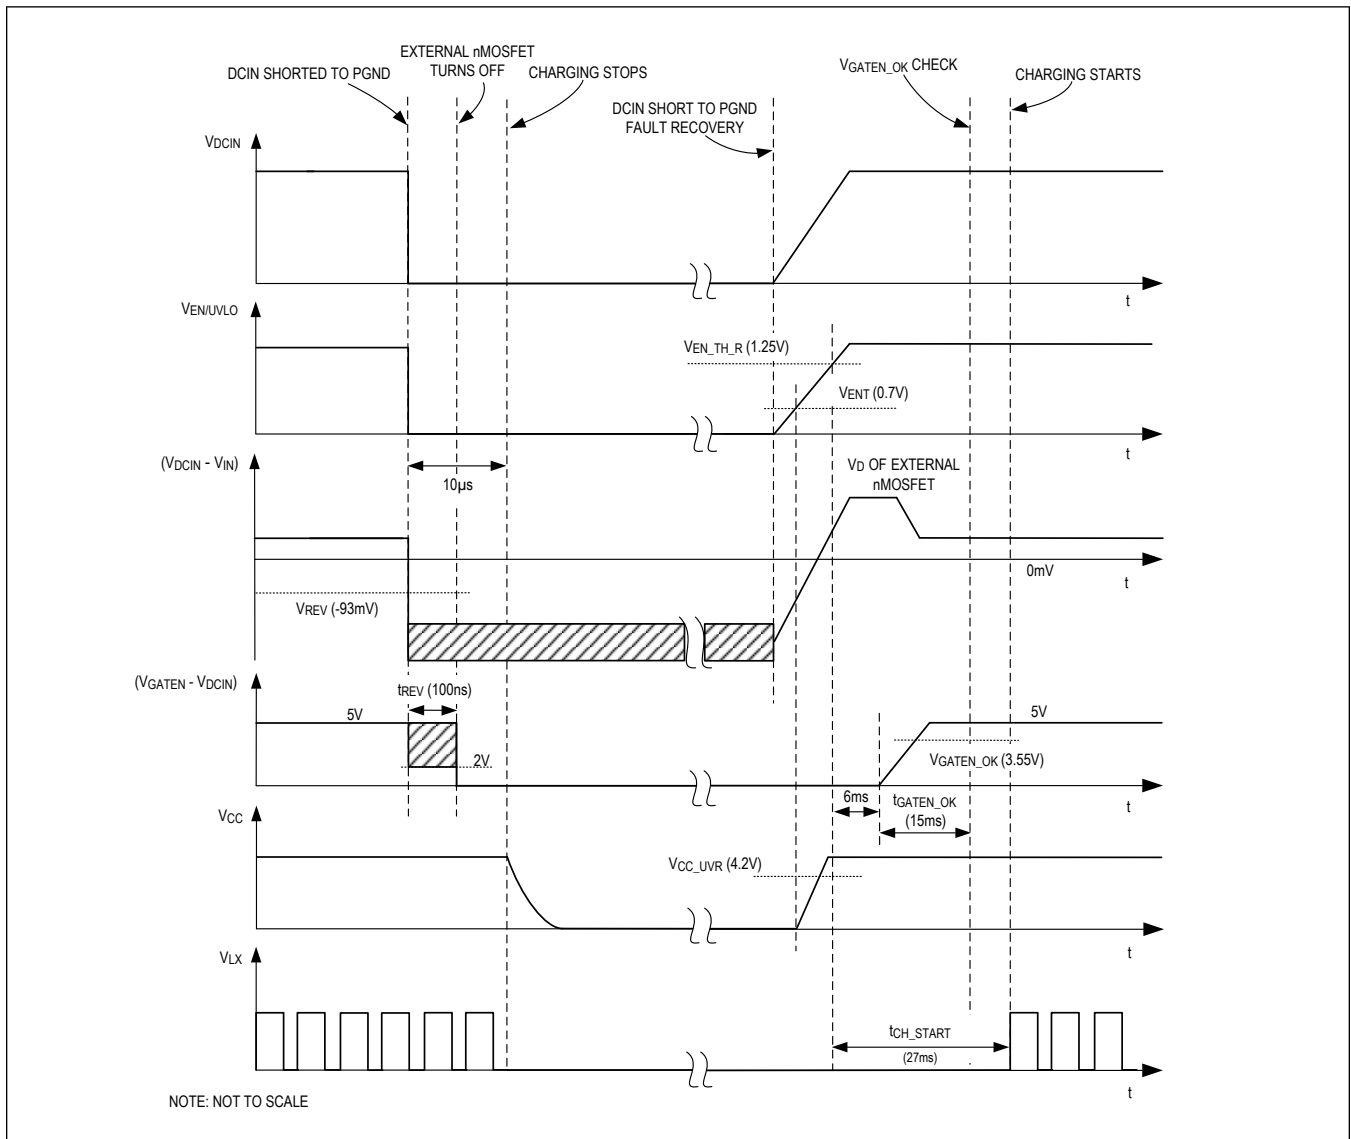 EXTERNAL nMOSFET
TURNS OFF
DCIN SHORTED TO PGND
CHARGING STOPS
VGATEN_OK CHECK
CHARGING STARTS
DCIN SHORT TO PGND
FAULT RECOVERY
VDCIN
t
VEN/UVLO
VEN_TH_R (1.25V)
VENT (0.7V)
t
(VDCIN - VIN)
10µs
VD OF EXTERNAL
nMOSFET
0mV
t
VREV (-93mV)
(VGATEN - VDCIN)
tREV (100ns)
5V
2V
5V
VGATEN_OK (3.55V)
6ms
tGATEN_OK
(15ms)
t
VCC
VCC_UVR (4.2V)
t
VLX
tCH_START
(27ms)
t
NOTE: NOT TO SCALE